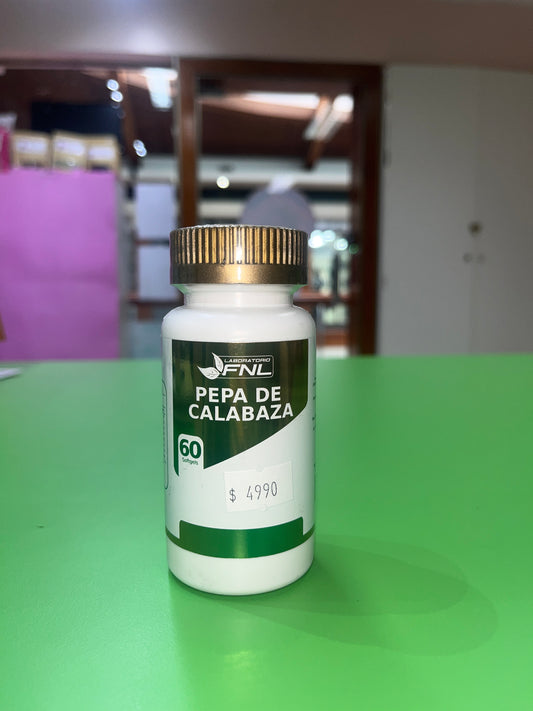 LABORATORIO
FNL
PEPA DE
CALABAZA
60
Softgels
$ 4990